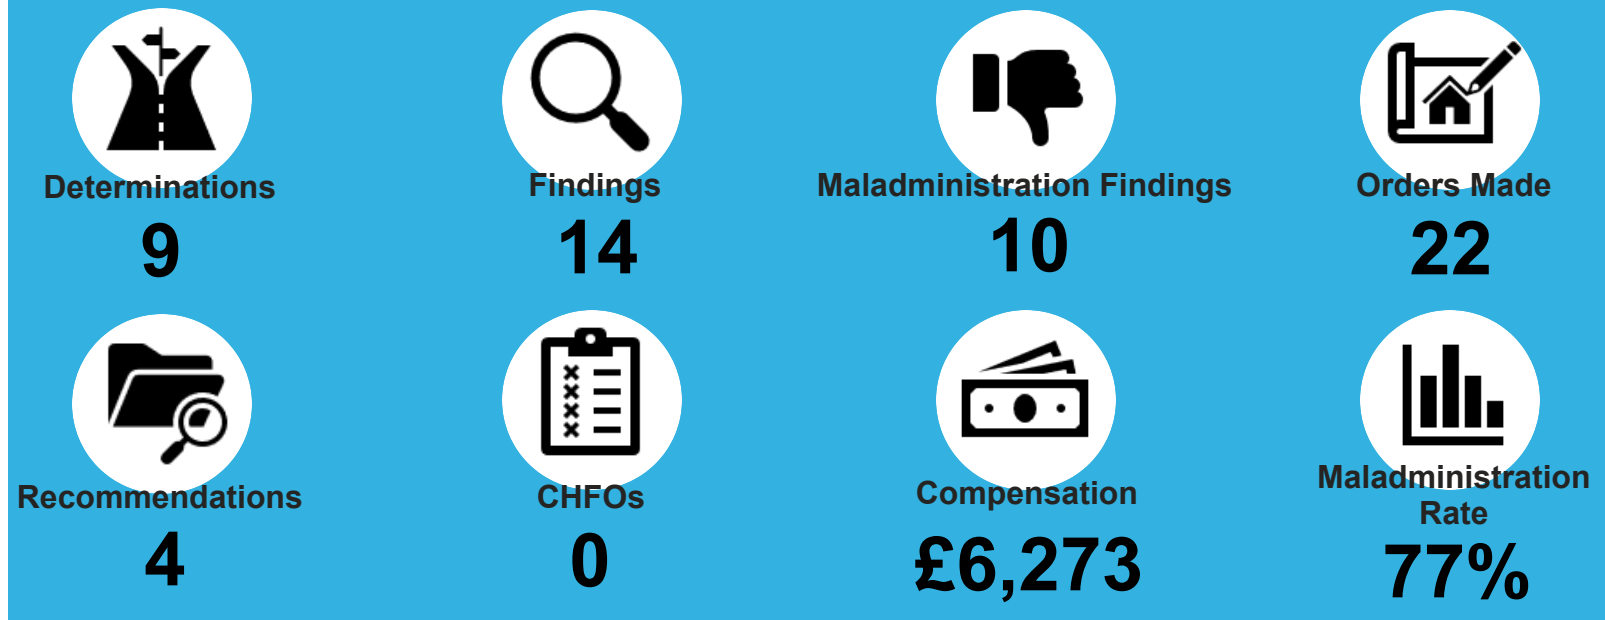 Determinations
9
Findings
14
Maladministration Findings
10
Orders Made
22
Recommendations
4
CHFOs
0
Compensation
£6,273
Maladministration
Rate
77%